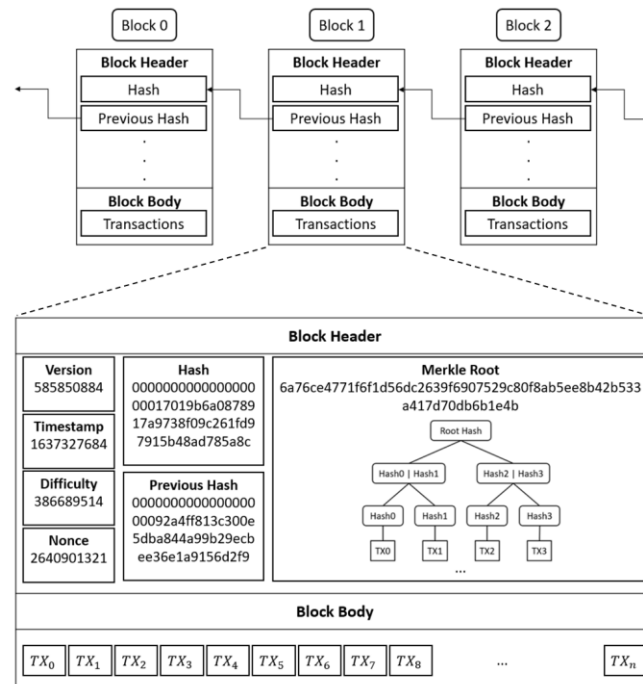 Block 0
Block 1
Block 2
Block Header
Hash
Previous Hash
.
.
.
Block Body
Transactions
Block Header
Hash
Previous Hash
.
.
.
Block Body
Transactions
Block Header
Hash
Previous Hash
.
.
.
Block Body
Transactions
Block Header
Version
585850884
Timestamp
1637327684
Difficulty
386689514
Nonce
2640901321
Hash
0000000000000000
00017019b6a08789
17a9738f09c261fd9
7915b48ad785a8c
Previous Hash
0000000000000000
00092a4ff813c300e
5dba844a99b29ecb
ee36e1a9156d2f9
Merkle Root
6a76ce4771f6f1d56dc2639f6907529c80f8ab5ee8b42b533
a417d70db6b1e4b
Root Hash
Hash0 | Hash1
Hash2 | Hash3
Hash0
Hash1
Hash2
Hash3
TX0
TX1
TX2
TX3
...
Block Body
TX₀ TX₁ TX₂ TX₃ TX₄ TX₅ TX₆ TX₇ TX₈ ... TXₙ